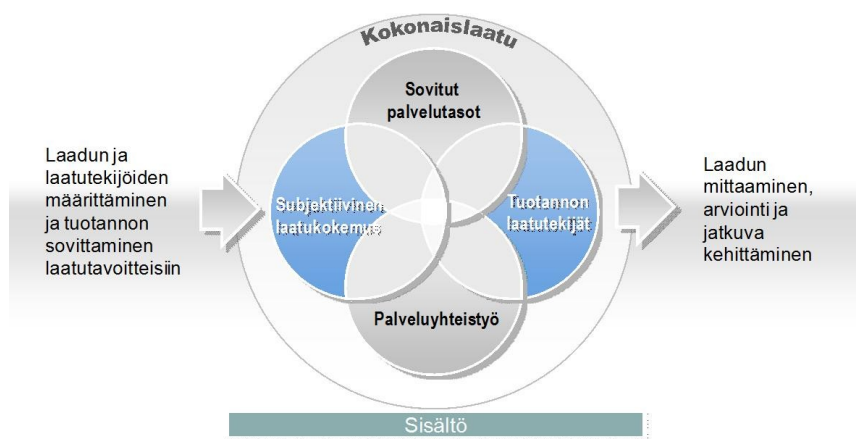 Kokonaislaatu
Sovitut
palvelutasot
Laadun ja
laatutekijöiden
määrittäminen
ja tuotannon
sovittaminen
laatutavoitteisiin
Subjektiivinen
laatukokemus
Tuotannon
laatutekijät
Laadun
mittaaminen,
arviointi ja
jatkuva
kehittäminen
Palveluyhteistyö
Sisältö